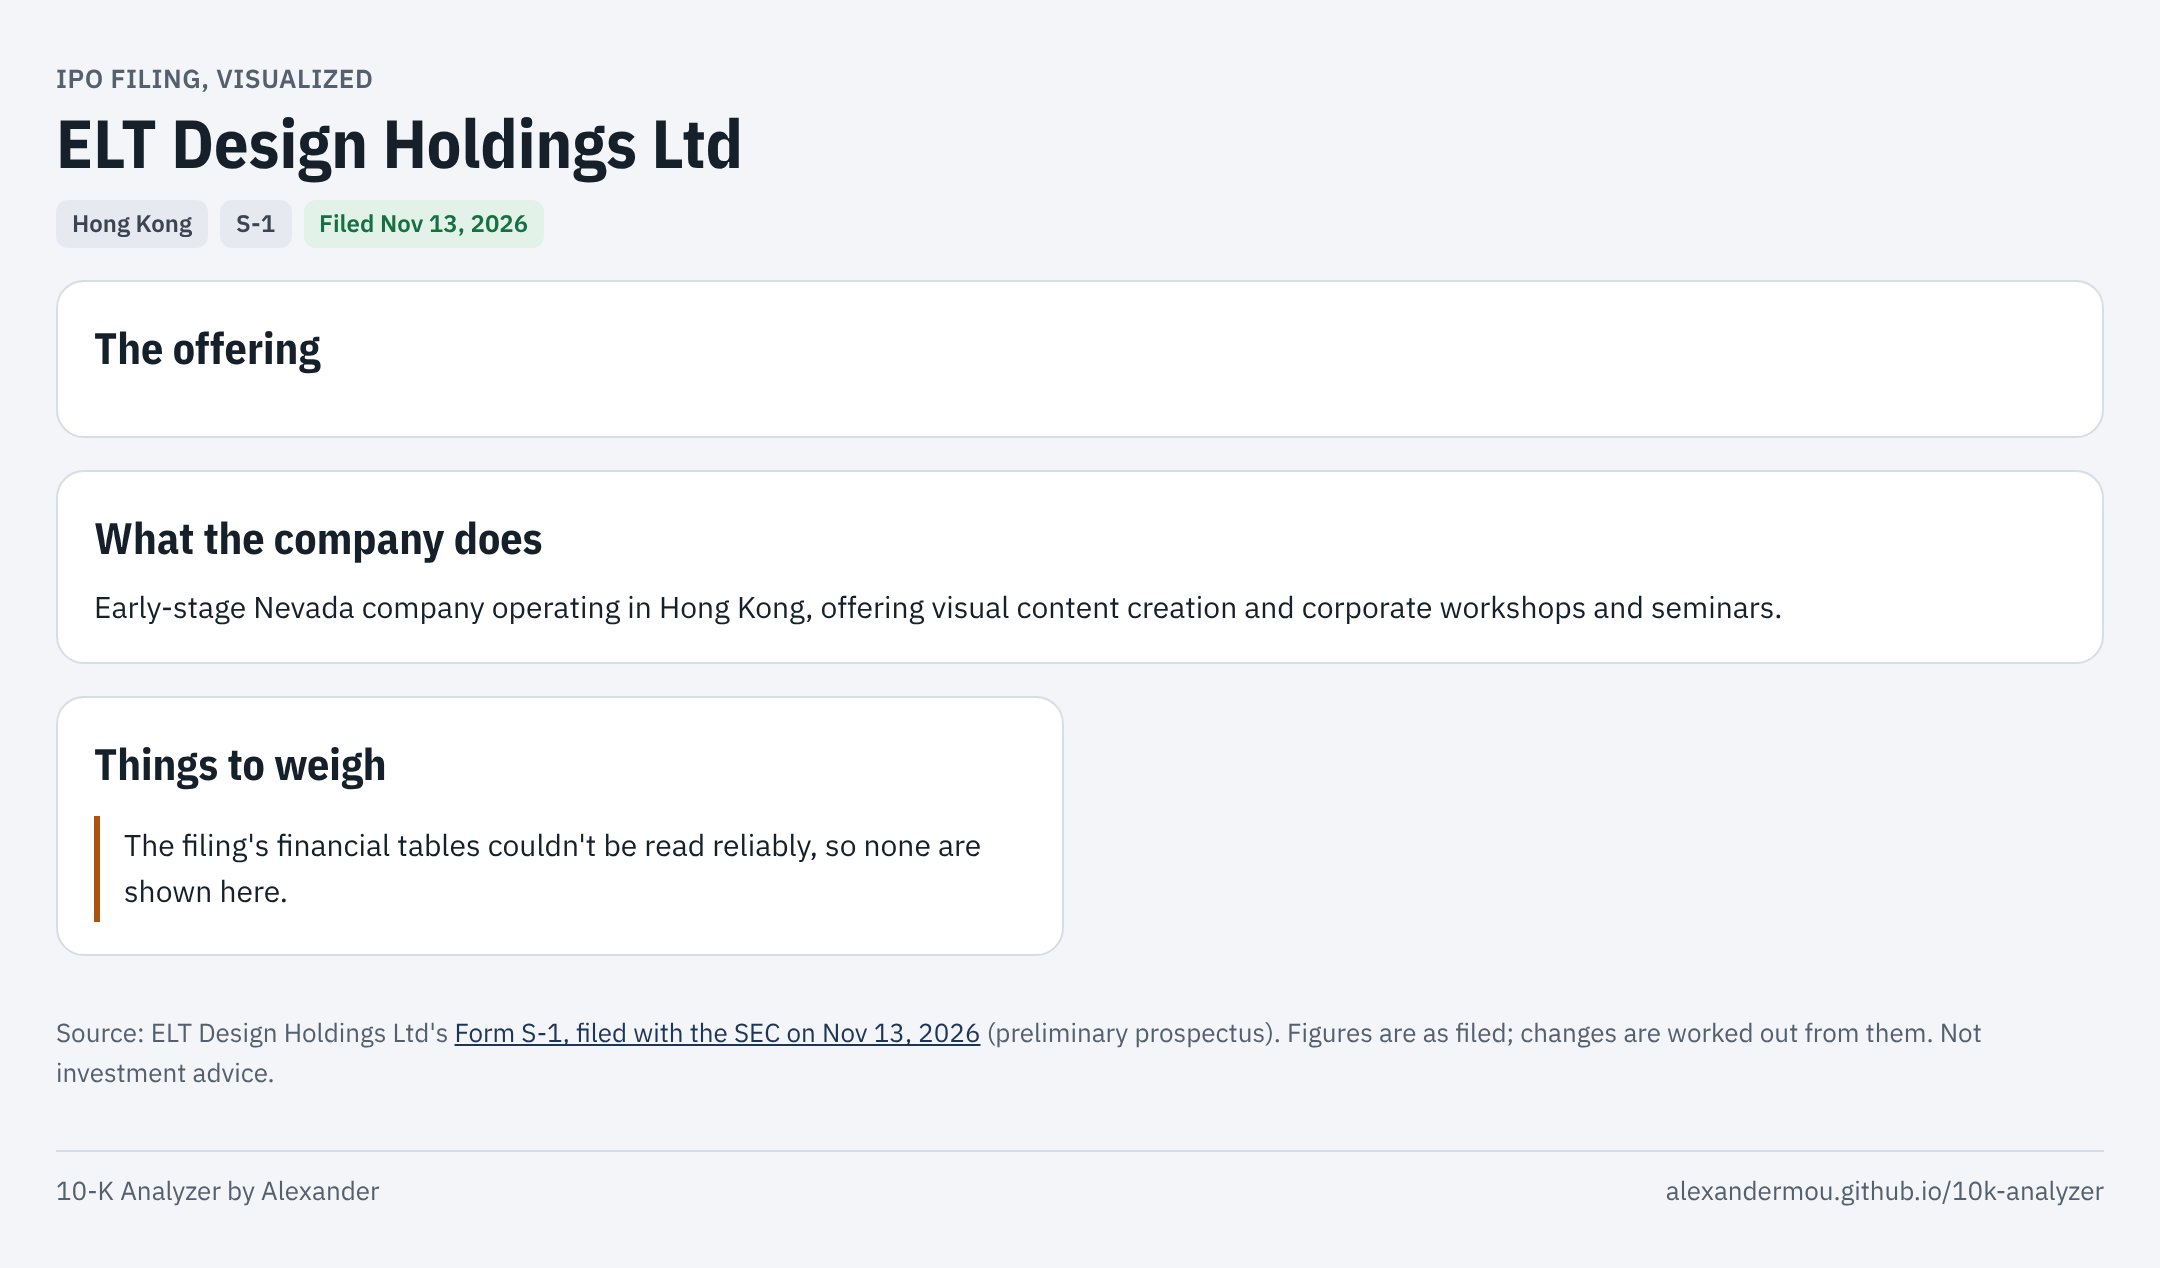 IPO FILING, VISUALIZED
ELT Design Holdings Ltd
Hong Kong S-1 Filed Nov 13, 2026
The offering
What the company does
Early-stage Nevada company operating in Hong Kong, offering visual content creation and corporate workshops and seminars.
Things to weigh
The filing's financial tables couldn't be read reliably, so none are
shown here.
Source: ELT Design Holdings Ltd's Form S-1, filed with the SEC on Nov 13, 2026 (preliminary prospectus). Figures are as filed; changes are worked out from them. Not
investment advice.
10-K Analyzer by Alexander
alexandermou.github.io/10k-analyzer